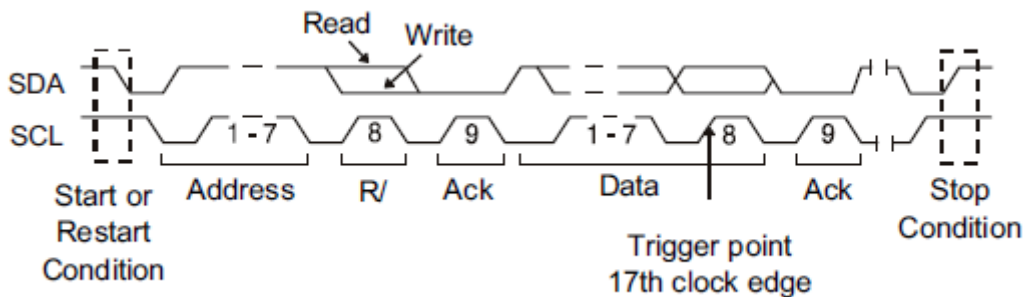 Read
Write
SDA
SCL
1 - 7
8
9
1 - 7
8
9
Address
R/
Ack
Data
Ack
Start or
Restart
Condition
Stop
Condition
Trigger point
17th clock edge